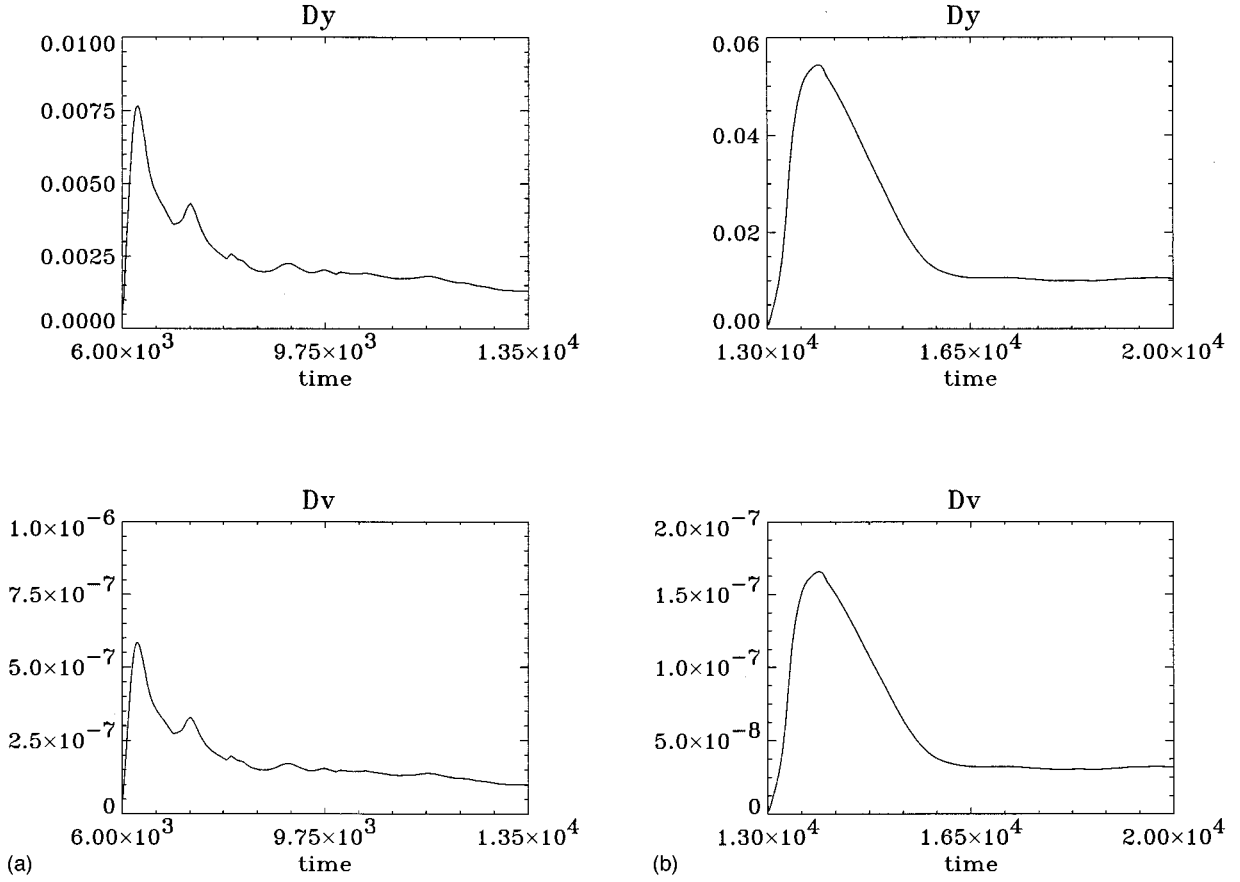 Dy
0.0100
0.0075
0.0050
0.0025
0.0000
6.00×10³ 9.75×10³ 1.35×10⁴
time
Dy
0.06
0.04
0.02
0.00
1.30×10⁴ 1.65×10⁴ 2.00×10⁴
time
Dv
1.0×10⁻⁶
7.5×10⁻⁷
5.0×10⁻⁷
2.5×10⁻⁷
0
6.00×10³ 9.75×10³ 1.35×10⁴
time
(a)
Dv
2.0×10⁻⁷
1.5×10⁻⁷
1.0×10⁻⁷
5.0×10⁻⁸
0
1.30×10⁴ 1.65×10⁴ 2.00×10⁴
time
(b)